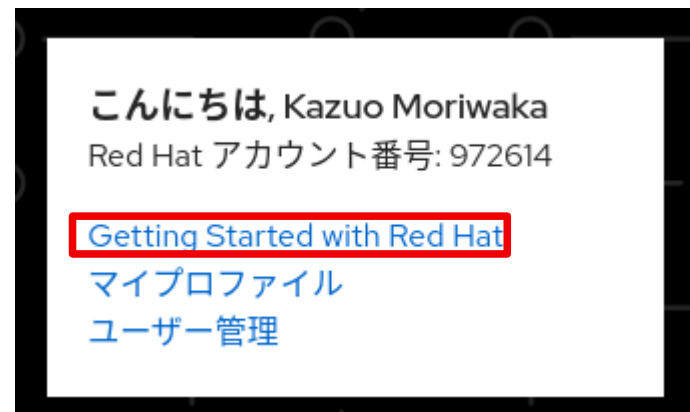 こんにちは, Kazuo Moriwaka
Red Hat アカウント番号: 972614
Getting Started with Red Hat
マイプロファイル
ユーザー管理